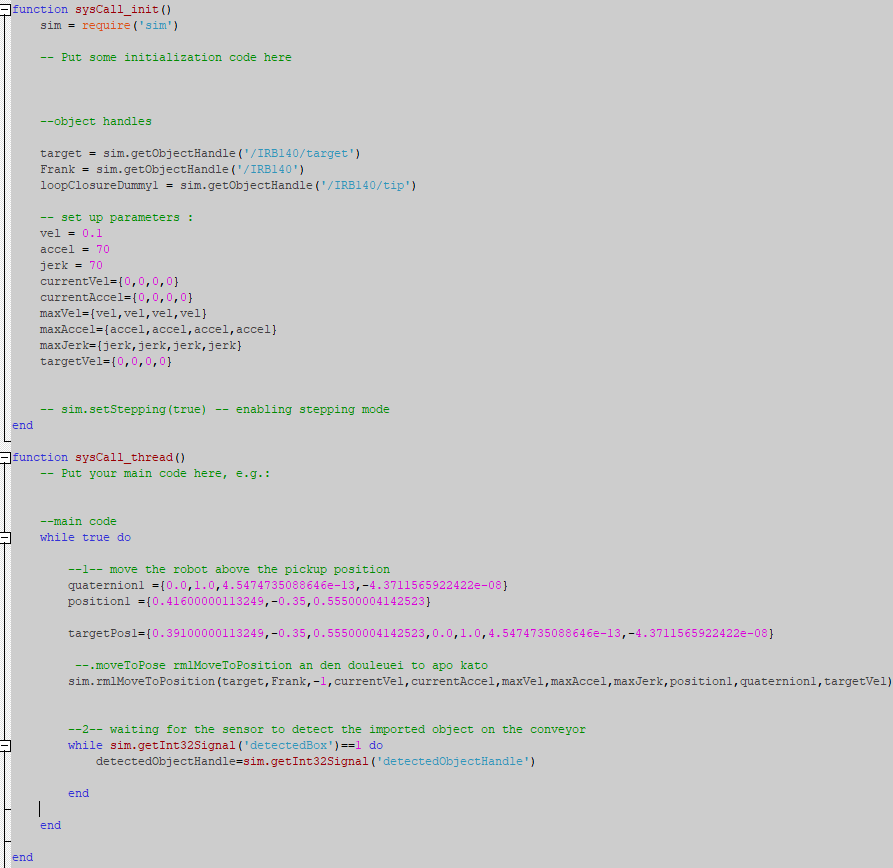 function sysCall_init()
sim = require('sim')
-- Put some initialization code here
--object handles
target = sim.getObjectHandle('/IRB140/target')
Frank = sim.getObjectHandle('/IRB140')
loopClosureDummy1 = sim.getObjectHandle('/IRB140/tip')
-- set up parameters :
vel = 0.1
accel = 70
jerk = 70
currentVel={0,0,0,0}
currentAccel={0,0,0,0}
maxVel={vel,vel,vel,vel}
maxAccel={accel,accel,accel,accel}
maxJerk={jerk,jerk,jerk,jerk}
targetVel={0,0,0,0}
-- sim.setStepping(true) -- enabling stepping mode
end
function sysCall_thread()
-- Put your main code here, e.g.:
--main code
while true do
--1-- move the robot above the pickup position
quaternion1 ={0.0,1.0,4.5474735088646e-13,-4.3711565922422e-08}
position1 ={0.41600000113249,-0.35,0.55500004142523}
targetPos1={0.39100000113249,-0.35,0.55500004142523,0.0,1.0,4.5474735088646e-13,-4.3711565922422e-08}
--.moveToPose rmlMoveToPosition an den douleuei to apo kato
sim.rmlMoveToPosition(target,Frank,-1,currentVel,currentAccel,maxVel,maxAccel,maxJerk,position1,quaternion1,targetVel)
--2-- waiting for the sensor to detect the imported object on the conveyor
while sim.getInt32Signal('detectedBox')==1 do
detectedObjectHandle=sim.getInt32Signal('detectedObjectHandle')
end
end
end